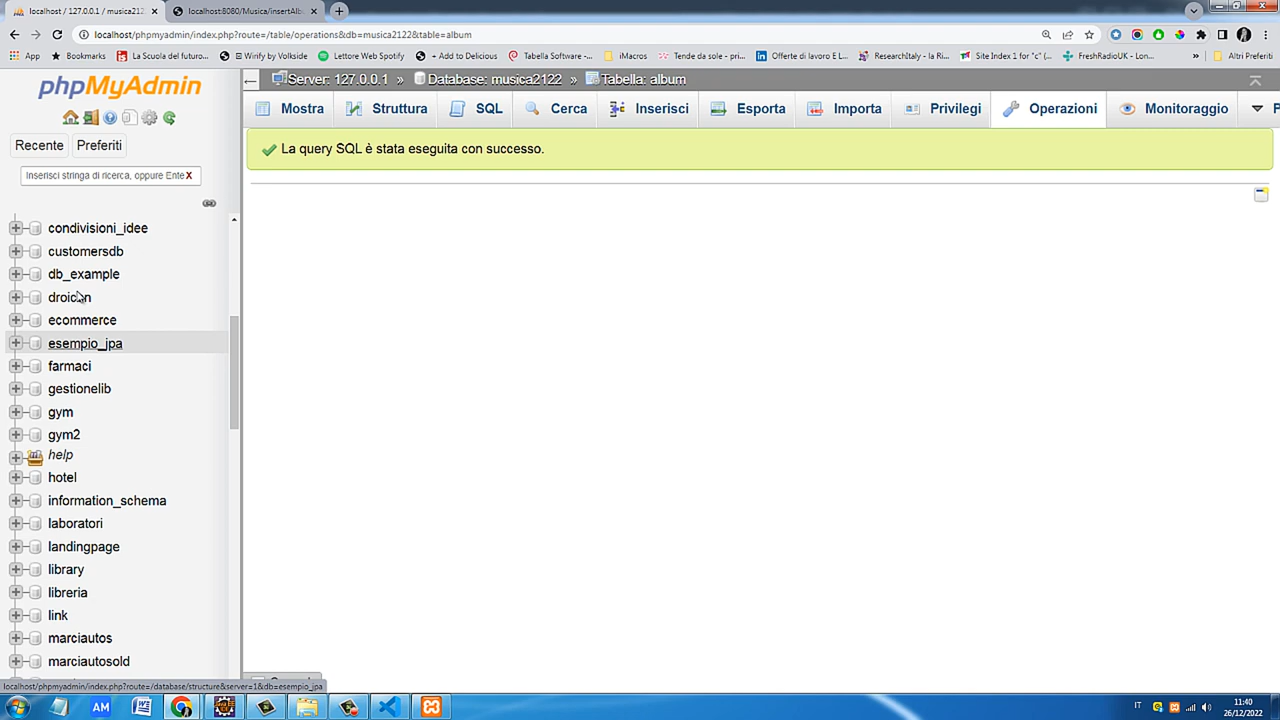 localhost / 127.0.0.1 / musica212
localhost:8080/Musica/insertAlbu
localhost/phpmyadmin/index.php?route=/table/operations&db=musica2122&table=album
App
Bookmarks
La Scuola del futuro...
Wirify by Volkside
Lettore Web Spotify
Add to Delicious
Tabella Software -...
iMacros
Tende da sole - pri...
Offerte di lavoro E L...
ResearchItaly - la Ri...
Site Index 1 for "c" (...
FreshRadioUK - Lon...
»
Altri Preferiti
phpMyAdmin
Server: 127.0.0.1 » Database: musica2122 » Tabella: album
Mostra
Struttura
SQL
Cerca
Inserisci
Esporta
Importa
Privilegi
Operazioni
Monitoraggio
Recente
Preferiti
La query SQL è stata eseguita con successo.
Inserisci stringa di ricerca, oppure Ente X
condivisioni_idee
customersdb
db_example
ecommerce
esempio_jpa
farmaci
gestionelib
gym
gym2
help
hotel
information_schema
laboratori
landingpage
library
libreria
link
marciautos
marciautosold
localhost/phpmyadmin/index.php?route=/database/structure&server=1&db=esempio_jpa
AM
IT
11:40
26/12/2022